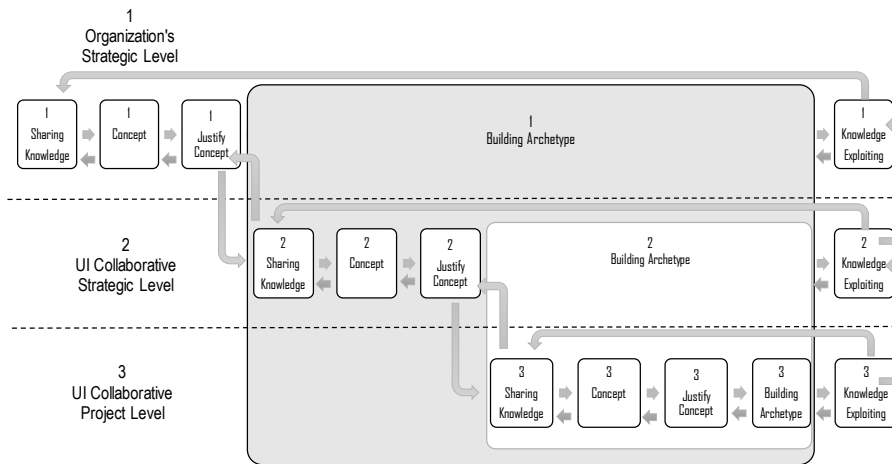 1
Organization's
Strategic Level
1
Sharing
Knowledge
1
Concept
1
Justify
Concept
1
Building Archetype
1
Knowledge
Exploiting
2
UI Collaborative
Strategic Level
2
Sharing
Knowledge
2
Concept
2
Justify
Concept
2
Building Archetype
2
Knowledge
Exploiting
3
UI Collaborative
Project Level
3
Sharing
Knowledge
3
Concept
3
Justify
Concept
3
Building
Archetype
3
Knowledge
Exploiting